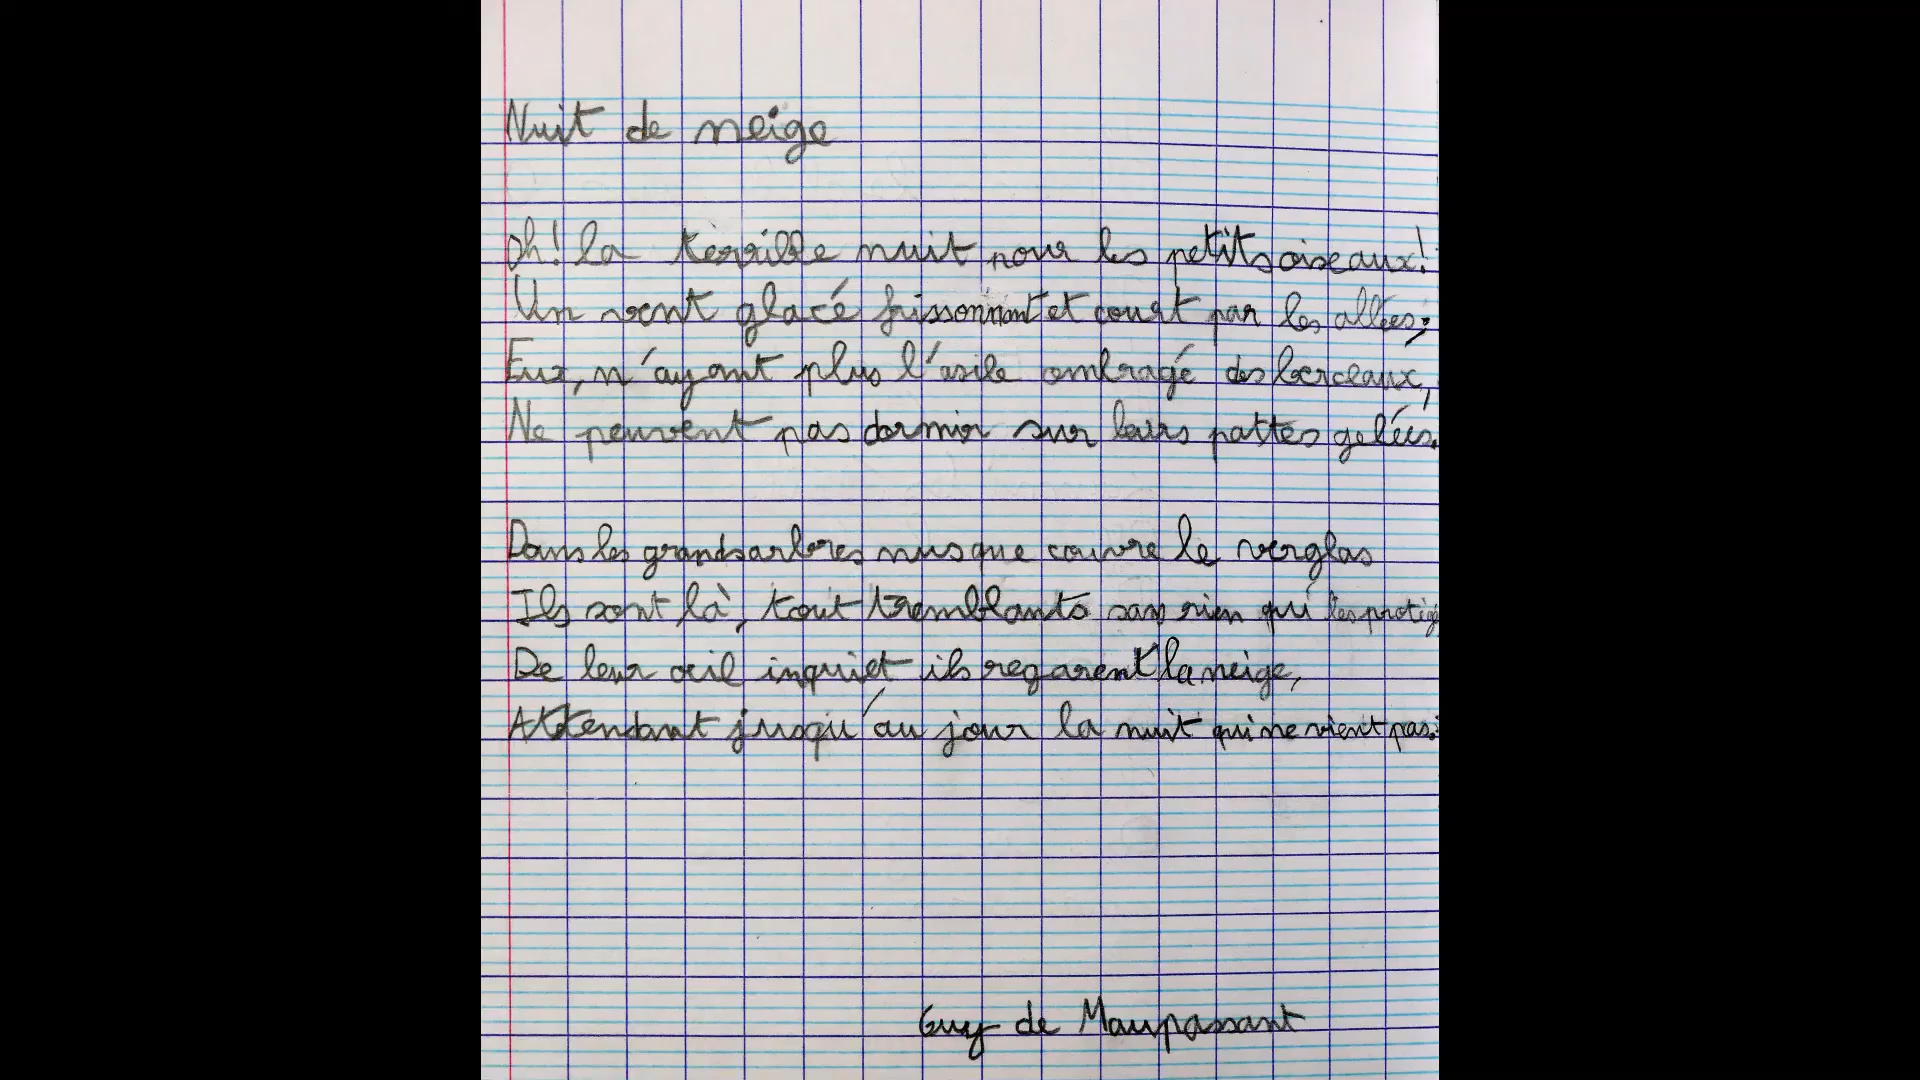 Nuit de neige
Oh! la terrible nuit pour les petits oiseaux!
Un vent glacé frissonnant et court par les allées;
Eux, n'ayant plus l'asile ombragé des berceaux,
Ne peuvent pas dormir sur leurs pattes gelées.
Dans les grands arbres nus que couvre le verglas
Ils sont là, tout tremblants sans rien qui les protig
De leur œil inquiet ils regarent la neige,
Attendant jusqu'au jour la nuit qui ne vient pas.
Guy de Maupassant